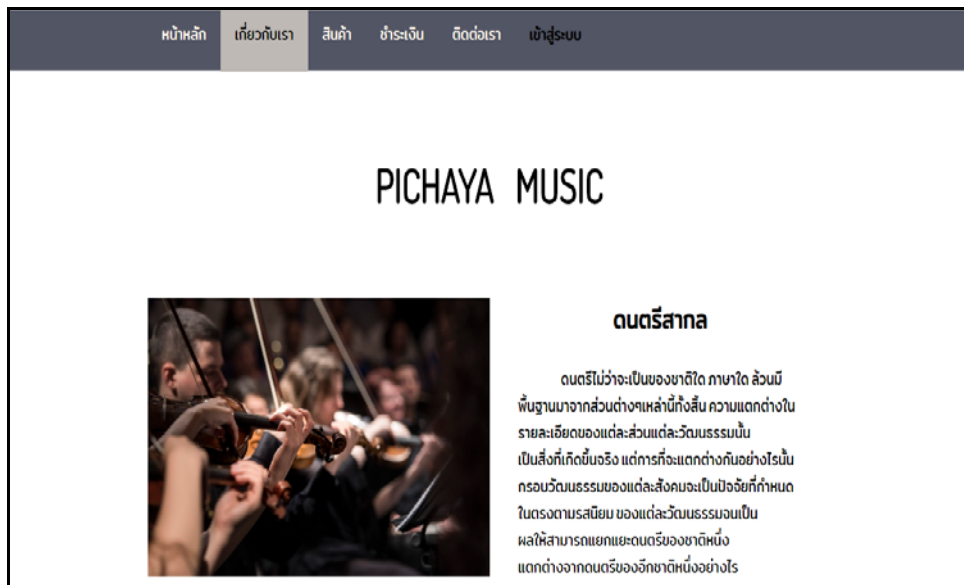 หน้าหลัก เกี่ยวกับเรา สินค้า ชำระเงิน ติดต่อเรา เข้าสู่ระบบ
PICHAYA MUSIC
ดนตรีสากล
ดนตรีไม่ว่าจะเป็นของชาติใด ภาษาใด ล้วนมี
พื้นฐานมาจากส่วนต่างๆเหล่านี้ทั้งสิ้น ความแตกต่างใน
รายละเอียดของแต่ละส่วนแต่ละวัฒนธรรมนั้น
เป็นสิ่งที่เกิดขึ้นจริง แต่การที่จะแตกต่างกันอย่างไรนั้น
กรอบวัฒนธรรมของแต่ละสังคมจะเป็นปัจจัยที่กำหนด
ในตรงตามรสนิยม ของแต่ละวัฒนธรรมจนเป็น
ผลให้สามารถแยกแยะดนตรีของชาติหนึ่ง
แตกต่างจากดนตรีของอีกชาติหนึ่งอย่างไร